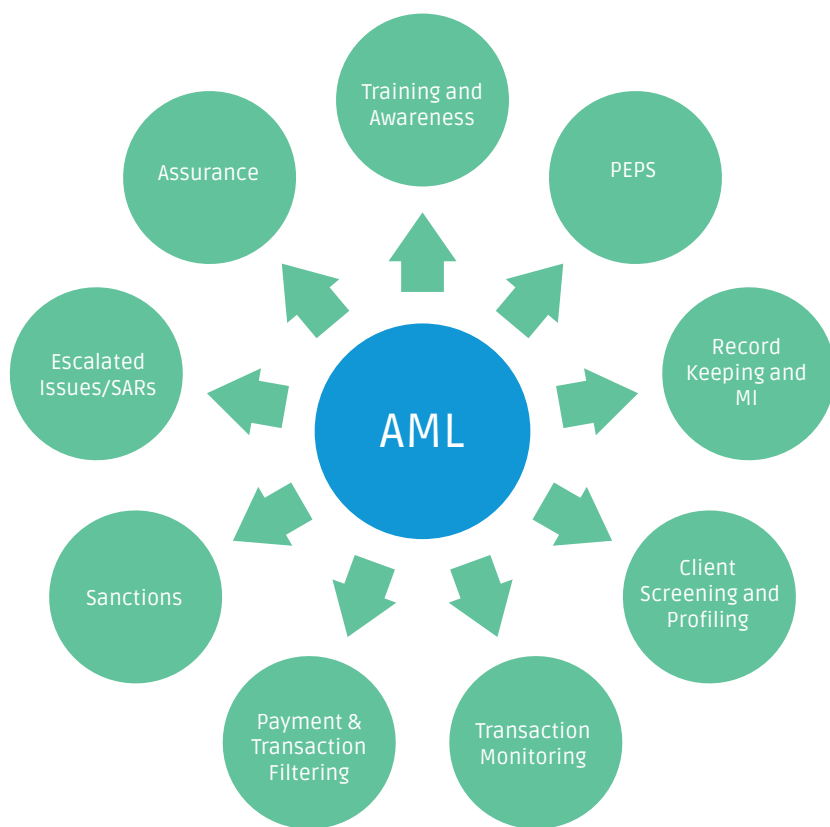 Training and
Awareness
PEPS
Record
Keeping and
MI
Client
Screening and
Profiling
Transaction
Monitoring
Payment &
Transaction
Filtering
Sanctions
Escalated
Issues/SARs
Assurance
AML